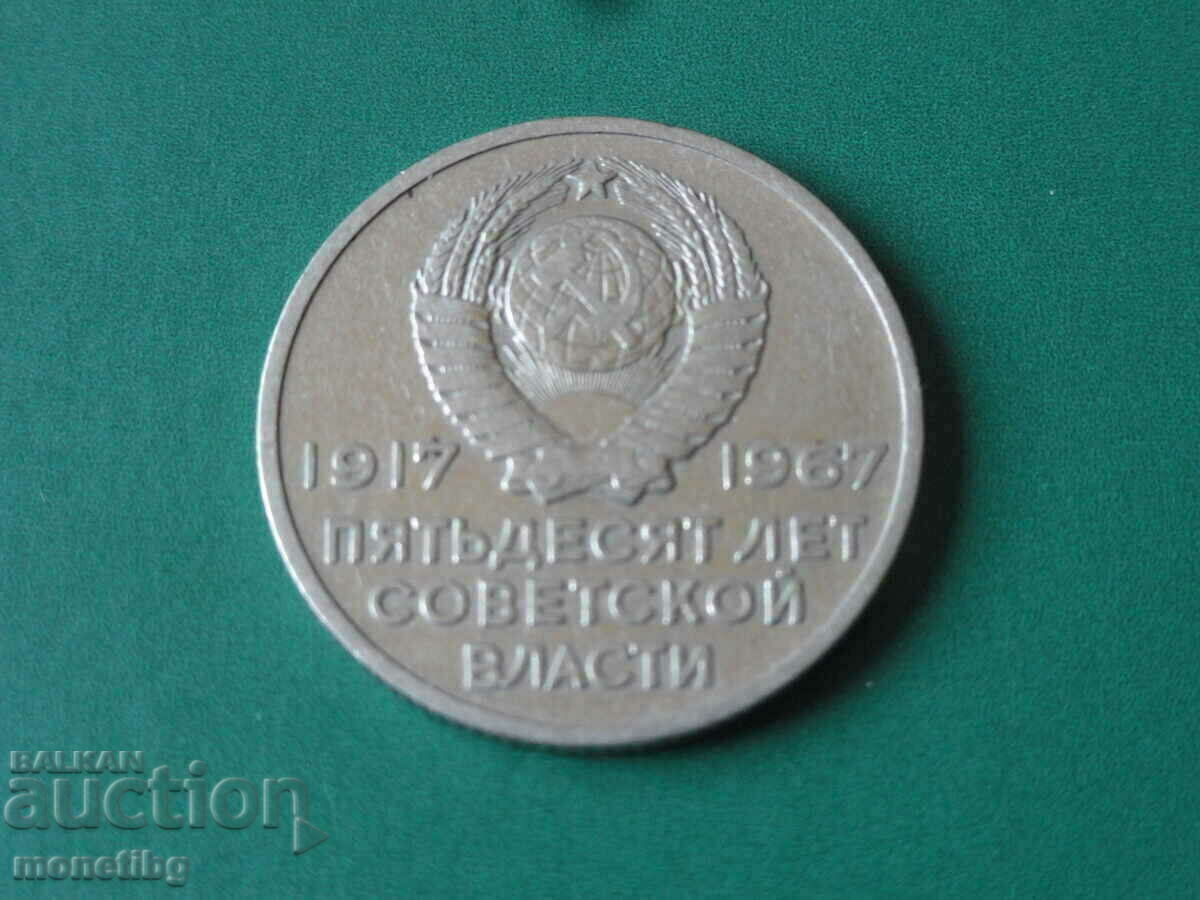 1917 1967
ПЯТЬДЕСЯТ ЛЕТ
СОВЕТСКОЙ
ВЛАСТИ
BALKAN
auction
monetibg